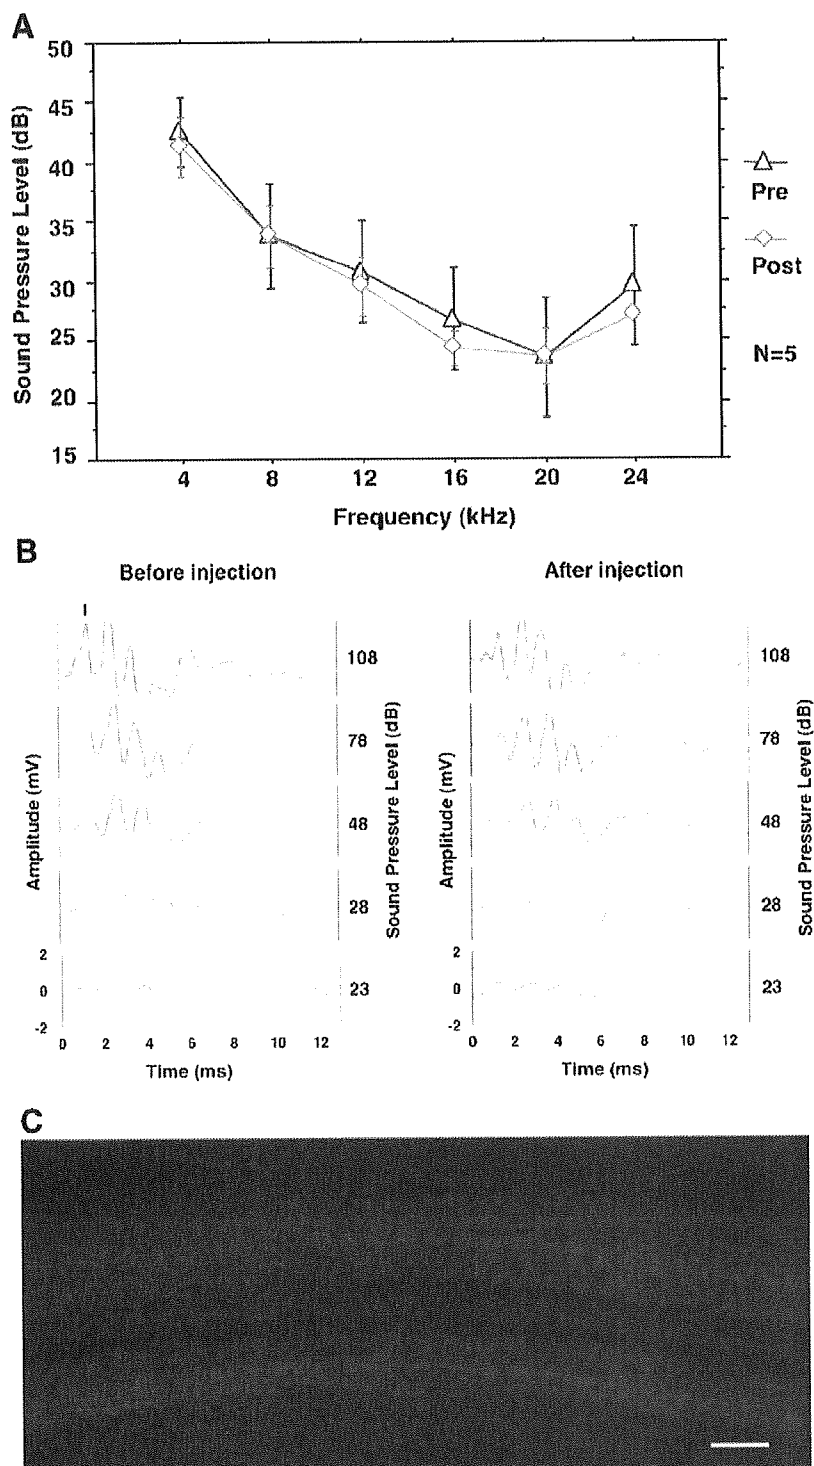 A
50
45
40
35
30
25
20
15
Sound Pressure Level (dB)
4 8 12 16 20 24
Frequency (kHz)
Pre
Post
N=5
B
Before injection
I
108
78
48
28
23
Amplitude (mV)
Sound Pressure Level (dB)
2
0
-2
0 2 4 6 8 10 12
Time (ms)
After injection
108
78
48
28
23
Amplitude (mV)
Sound Pressure Level (dB)
2
0
-2
0 2 4 6 8 10 12
Time (ms)
C